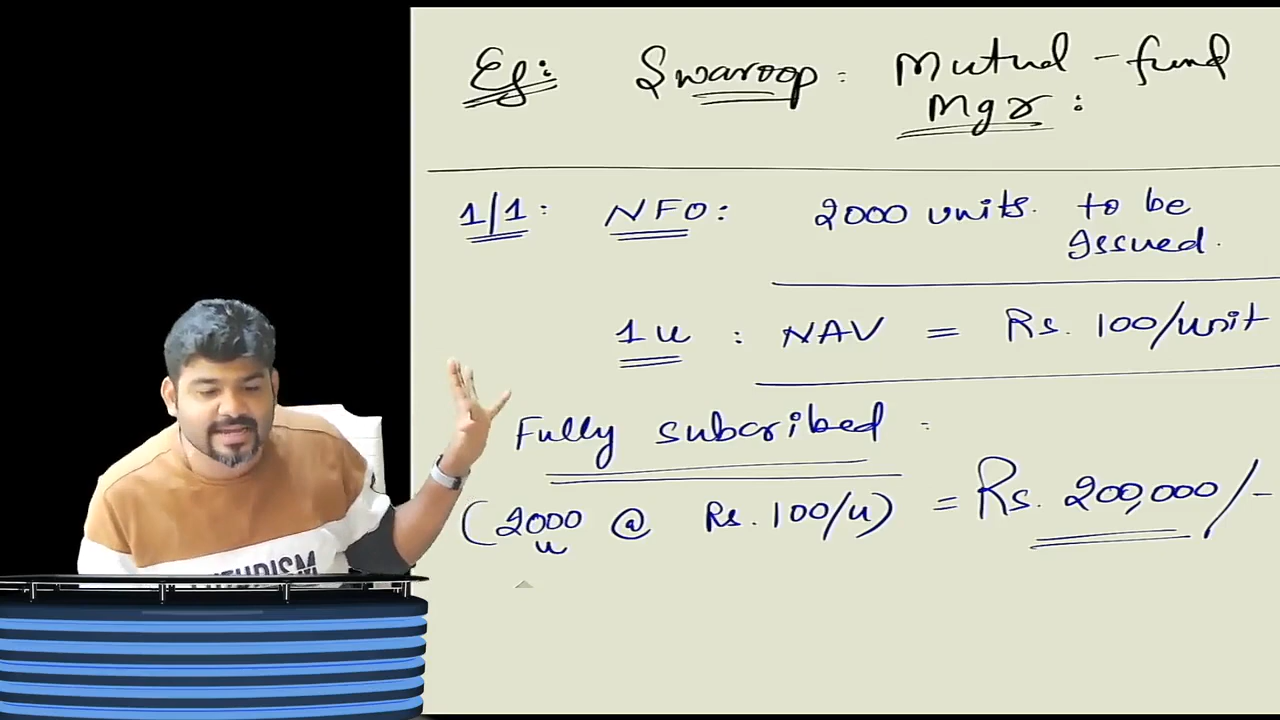 Eg: Swaroop: Mutual-fund
Mgr:
1/1: NFO: 2000 units. to be
issued.
1 u : NAV = Rs. 100/unit
Fully subcribed :
(2000 @ Rs. 100/u) = Rs. 200,000/-
u